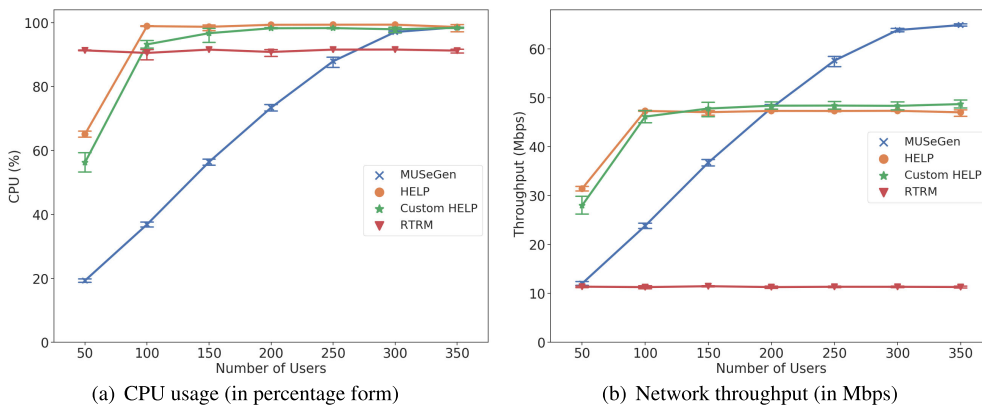 100
80
60
40
20
0
CPU (%)
50 100 150 200 250 300 350
Number of Users
MUSeGen
HELP
Custom HELP
RTRM
(a) CPU usage (in percentage form)
60
50
40
30
20
10
0
Throughput (Mbps)
50 100 150 200 250 300 350
Number of Users
MUSeGen
HELP
Custom HELP
RTRM
(b) Network throughput (in Mbps)